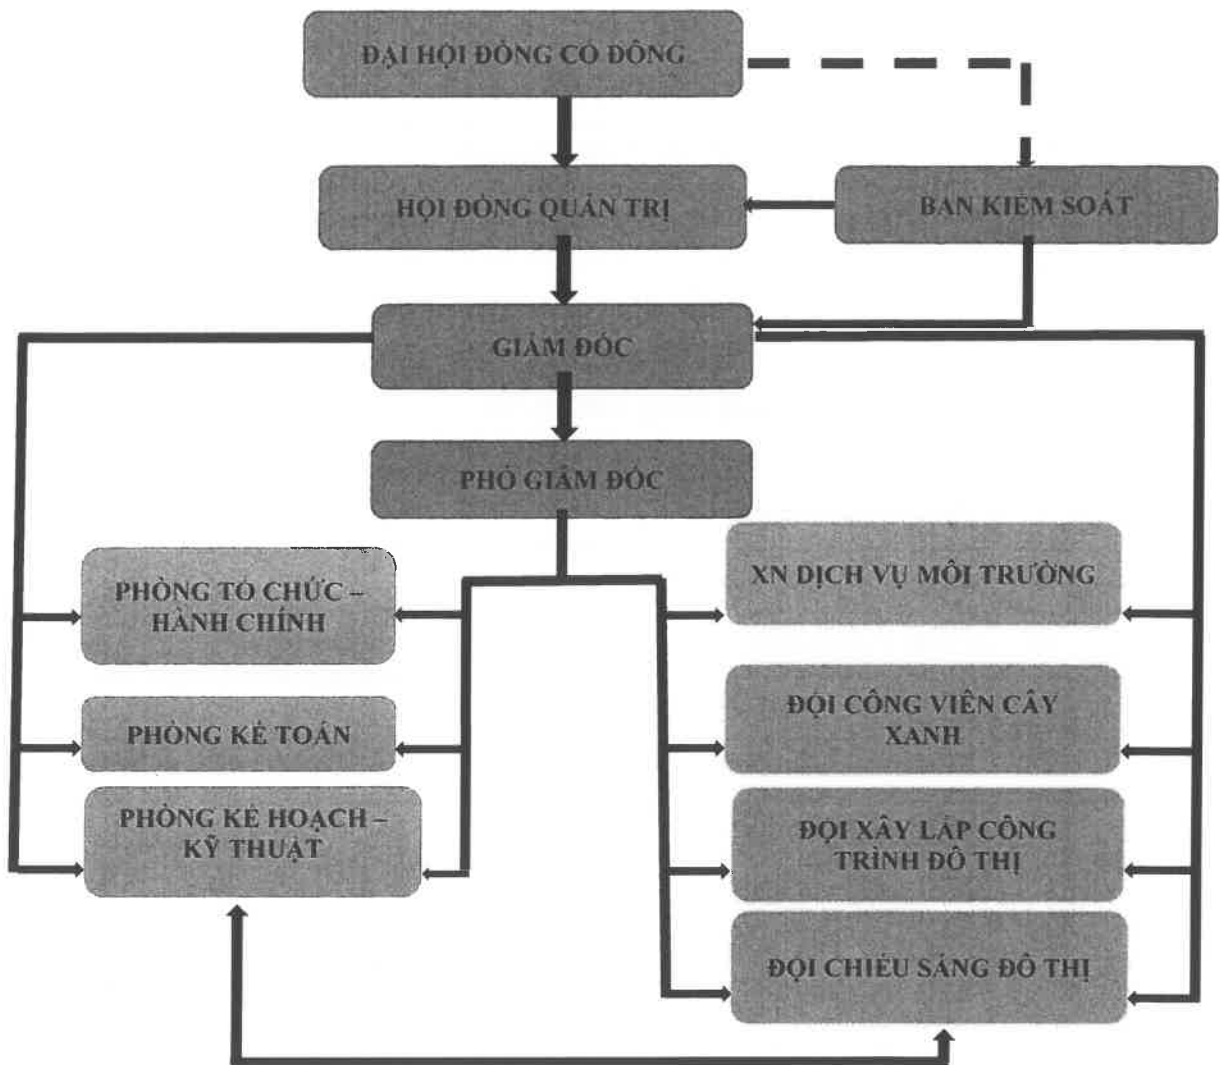 ĐẠI HỘI ĐỒNG CỔ ĐÔNG
HỘI ĐỒNG QUẢN TRỊ
BAN KIỂM SOÁT
GIÁM ĐỐC
PHÓ GIÁM ĐỐC
PHÒNG TỔ CHỨC –
HÀNH CHÍNH
PHÒNG KẾ TOÁN
PHÒNG KẾ HOẠCH –
KỸ THUẬT
XN DỊCH VỤ MÔI TRƯỜNG
ĐỘI CÔNG VIÊN CÂY
XANH
ĐỘI XÂY LẮP CÔNG
TRÌNH ĐÔ THỊ
ĐỘI CHIẾU SÁNG ĐÔ THỊ